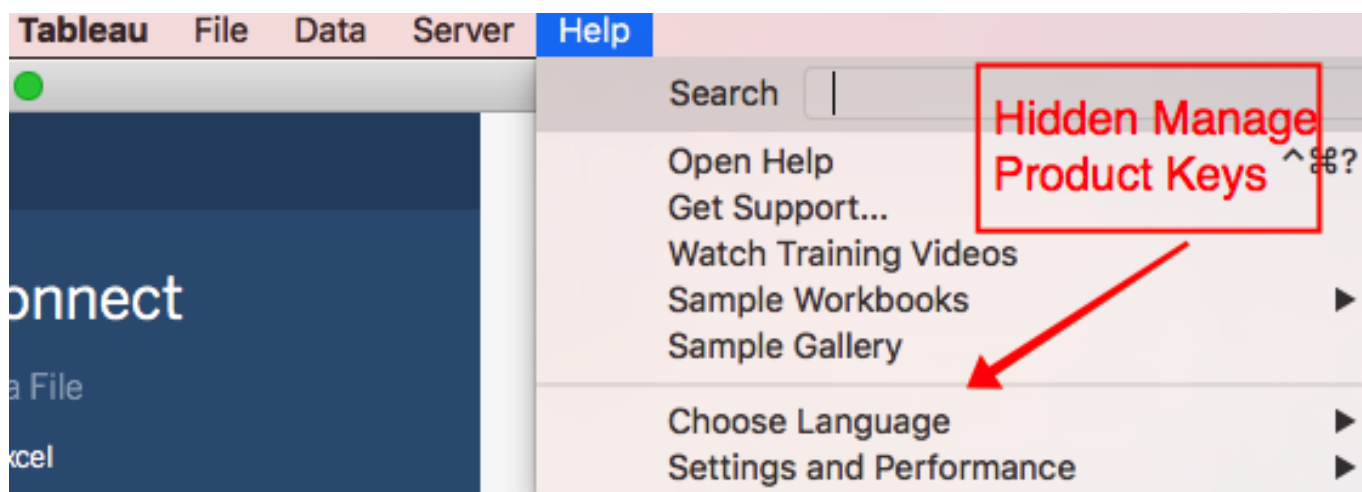 Tableau File Data Server Help
Search
Hidden Manage
Product Keys
Open Help ^⌘?
Get Support...
Watch Training Videos
Sample Workbooks
Sample Gallery
Choose Language
Settings and Performance
onnect
a File
xcel